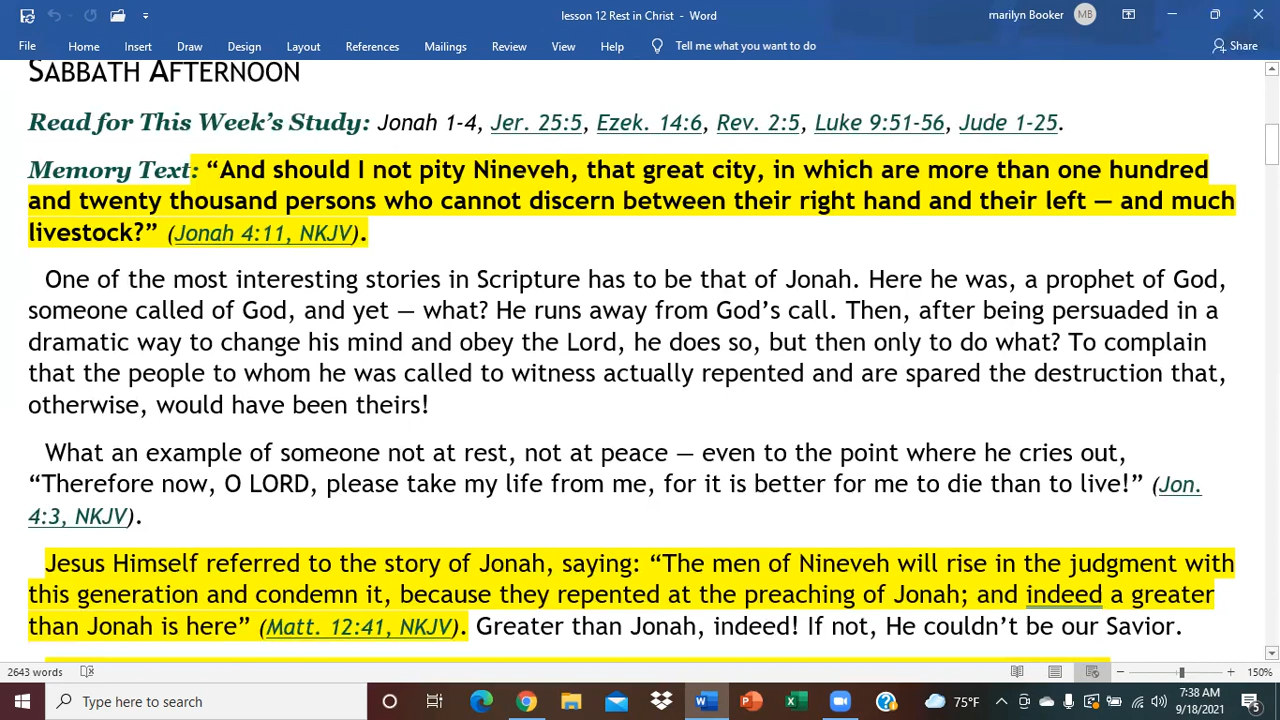 lesson 12 Rest in Christ - Word
marilyn Booker MB
File Home Insert Draw Design Layout References Mailings Review View Help Tell me what you want to do Share
SABBATH AFTERNOON
Read for This Week's Study: Jonah 1-4, Jer. 25:5, Ezek. 14:6, Rev. 2:5, Luke 9:51-56, Jude 1-25.
Memory Text: “And should I not pity Nineveh, that great city, in which are more than one hundred
and twenty thousand persons who cannot discern between their right hand and their left — and much
livestock?” (Jonah 4:11, NKJV).
One of the most interesting stories in Scripture has to be that of Jonah. Here he was, a prophet of God,
someone called of God, and yet — what? He runs away from God’s call. Then, after being persuaded in a
dramatic way to change his mind and obey the Lord, he does so, but then only to do what? To complain
that the people to whom he was called to witness actually repented and are spared the destruction that,
otherwise, would have been theirs!
What an example of someone not at rest, not at peace — even to the point where he cries out,
“Therefore now, O LORD, please take my life from me, for it is better for me to die than to live!” (Jon.
4:3, NKJV).
Jesus Himself referred to the story of Jonah, saying: “The men of Nineveh will rise in the judgment with
this generation and condemn it, because they repented at the preaching of Jonah; and indeed a greater
than Jonah is here” (Matt. 12:41, NKJV). Greater than Jonah, indeed! If not, He couldn’t be our Savior.
2643 words 150%
Type here to search 75°F 7:38 AM
9/18/2021 5